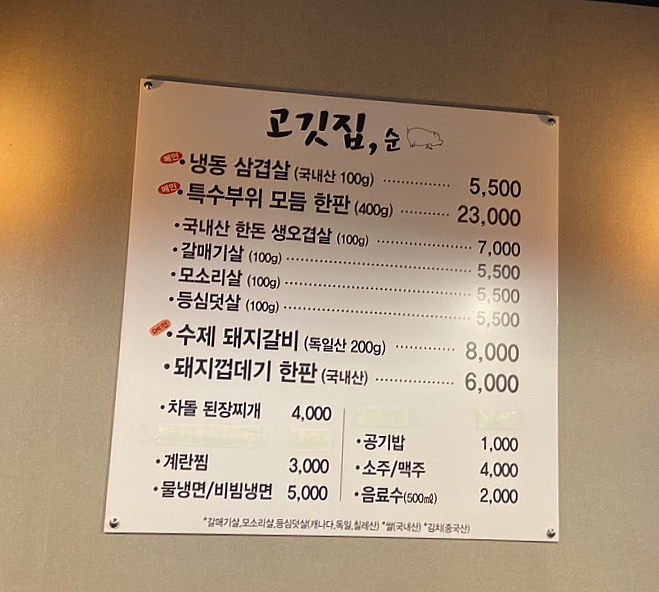 고깃집, 순
메인 • 냉동 삼겹살 (국내산 100g) ················ 5,500
메인 • 특수부위 모듬 한판 (400g) ············ 23,000
• 국내산 한돈 생오겹살 (100g) ······················ 7,000
• 갈매기살 (100g) ······································ 5,500
• 모소리살 (100g) ······································ 5,500
• 등심덧살 (100g) ······································ 5,500
• 수제 돼지갈비 (독일산 200g) ··············· 8,000
• 돼지껍데기 한판 (국내산) ··················· 6,000
• 차돌 된장찌개 4,000
• 계란찜 3,000
• 물냉면/비빔냉면 5,000
• 공기밥 1,000
• 소주/맥주 4,000
• 음료수(500㎖) 2,000
*갈매기살,모소리살,등심덧살(캐나다,독일,칠레산) *쌀(국내산) *김치(중국산)